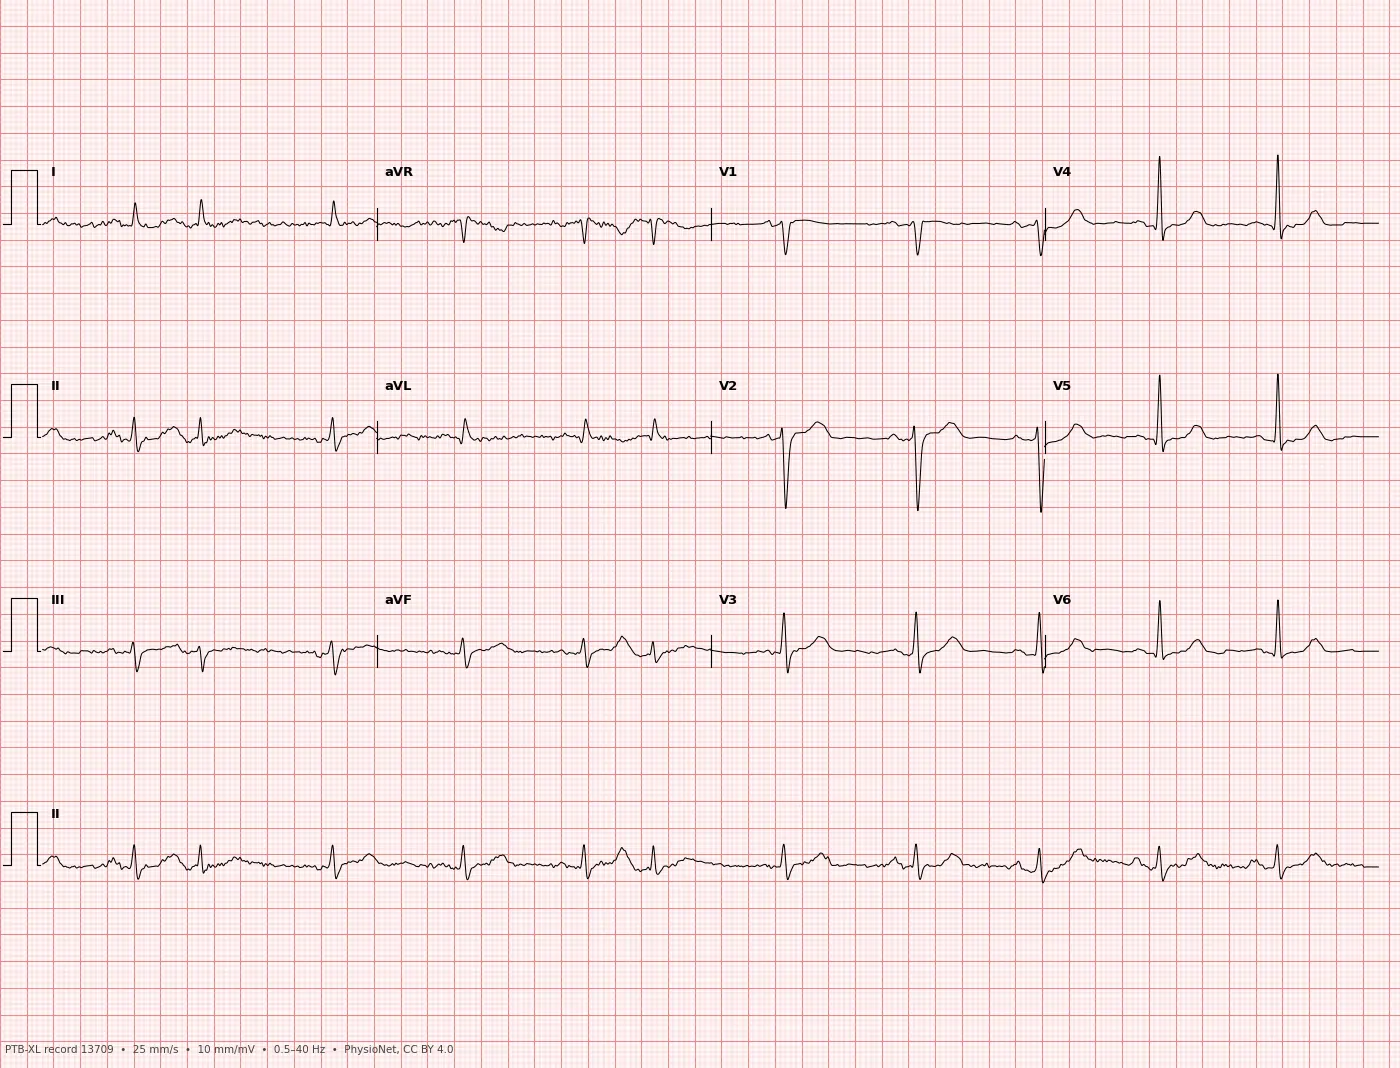 I aVR V1 V4
II aVL V2 V5
III aVF V3 V6
II
PTB-XL record 13709 • 25 mm/s • 10 mm/mV • 0.5–40 Hz • PhysioNet, CC BY 4.0